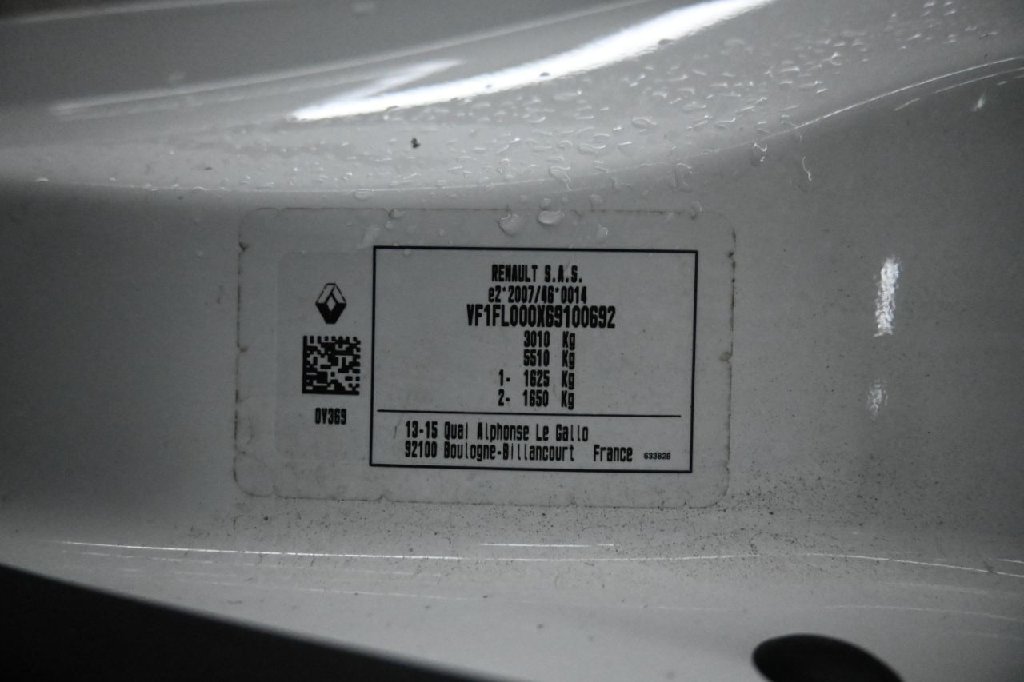 RENAULT S.A.S.
e2*2007/46*0014
VF1FL000X69100692
3010 Kg
5510 Kg
1- 1625 Kg
2- 1650 Kg
0V369
13-15 Quai Alphonse Le Gallo
92100 Boulogne-Billancourt France 633826